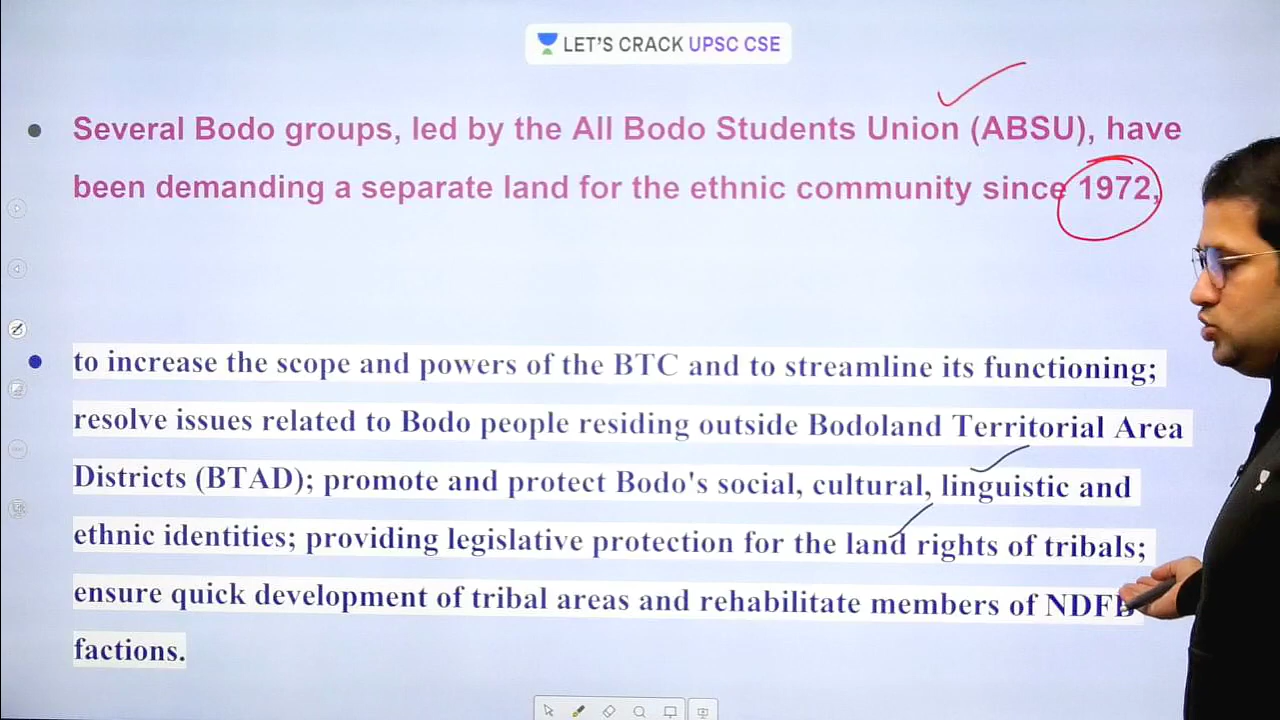 LET'S CRACK UPSC CSE
Several Bodo groups, led by the All Bodo Students Union (ABSU), have
been demanding a separate land for the ethnic community since 1972,
to increase the scope and powers of the BTC and to streamline its functioning;
resolve issues related to Bodo people residing outside Bodoland Territorial Area
Districts (BTAD); promote and protect Bodo's social, cultural, linguistic and
ethnic identities; providing legislative protection for the land rights of tribals;
ensure quick development of tribal areas and rehabilitate members of NDFB
factions.